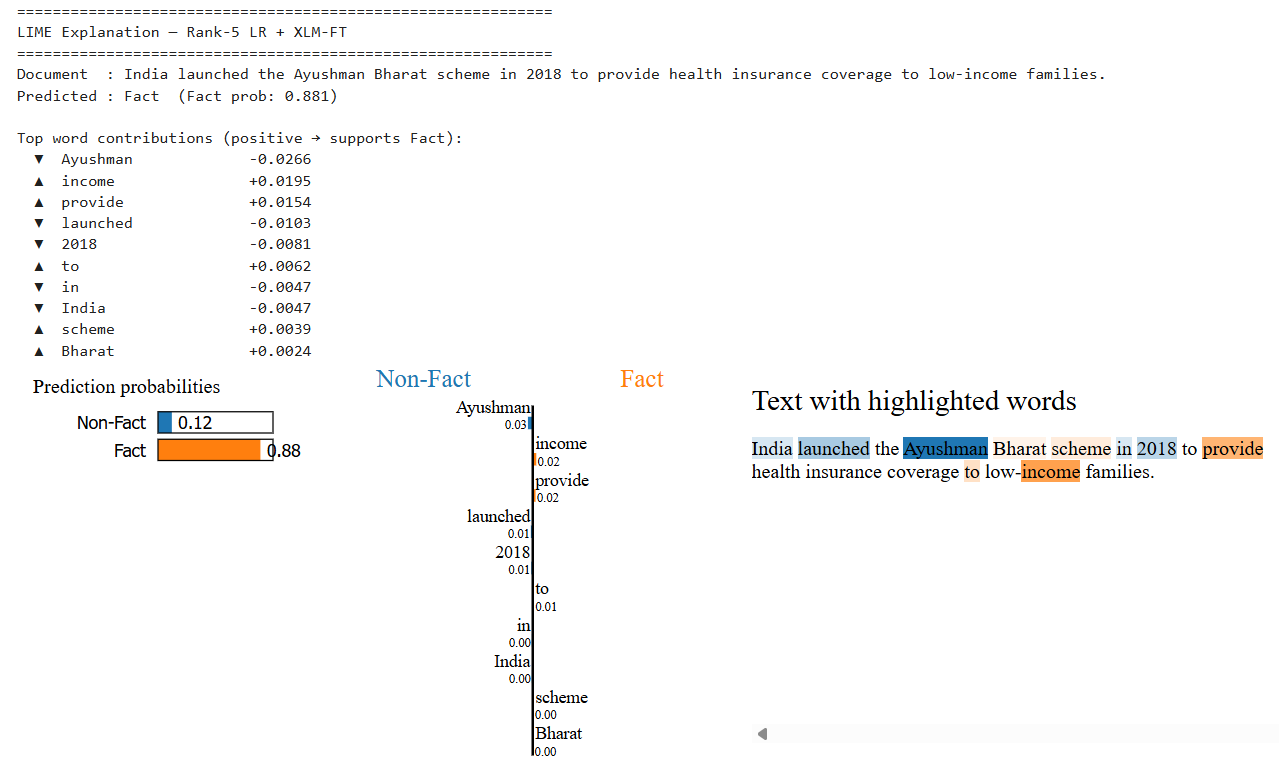 ============================================================
LIME Explanation — Rank-5 LR + XLM-FT
============================================================
Document  : India launched the Ayushman Bharat scheme in 2018 to provide health insurance coverage to low-income families.
Predicted : Fact  (Fact prob: 0.881)
Top word contributions (positive → supports Fact):
▼  Ayushman  -0.0266
▲  income  +0.0195
▲  provide  +0.0154
▼  launched  -0.0103
▼  2018  -0.0081
▲  to  +0.0062
▼  in  -0.0047
▼  India  -0.0047
▲  scheme  +0.0039
▲  Bharat  +0.0024
Prediction probabilities
Non-Fact 0.12
Fact 0.88
Non-Fact Fact
Ayushman
0.03
income
0.02
provide
0.02
launched
0.01
2018
0.01
to
0.01
in
0.00
India
0.00
scheme
0.00
Bharat
0.00
Text with highlighted words
India launched the Ayushman Bharat scheme in 2018 to provide
health insurance coverage to low-income families.